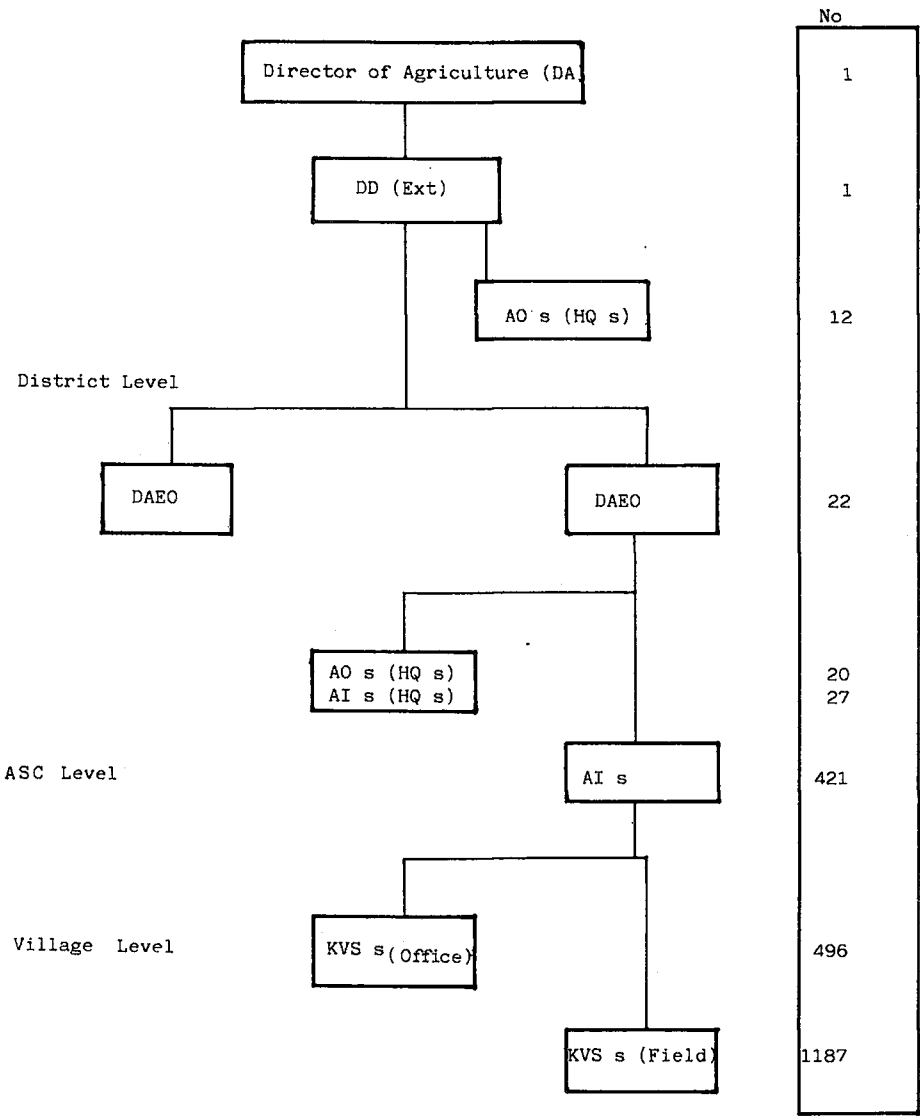 No
Director of Agriculture (DA)
1
DD (Ext)
1
AO s (HQ s)
12
District Level
DAEO
DAEO
22
AO s (HQ s)
20
AI s (HQ s)
27
ASC Level
AI s
421
Village Level
KVS s (Office)
496
KVS s (Field)
1187